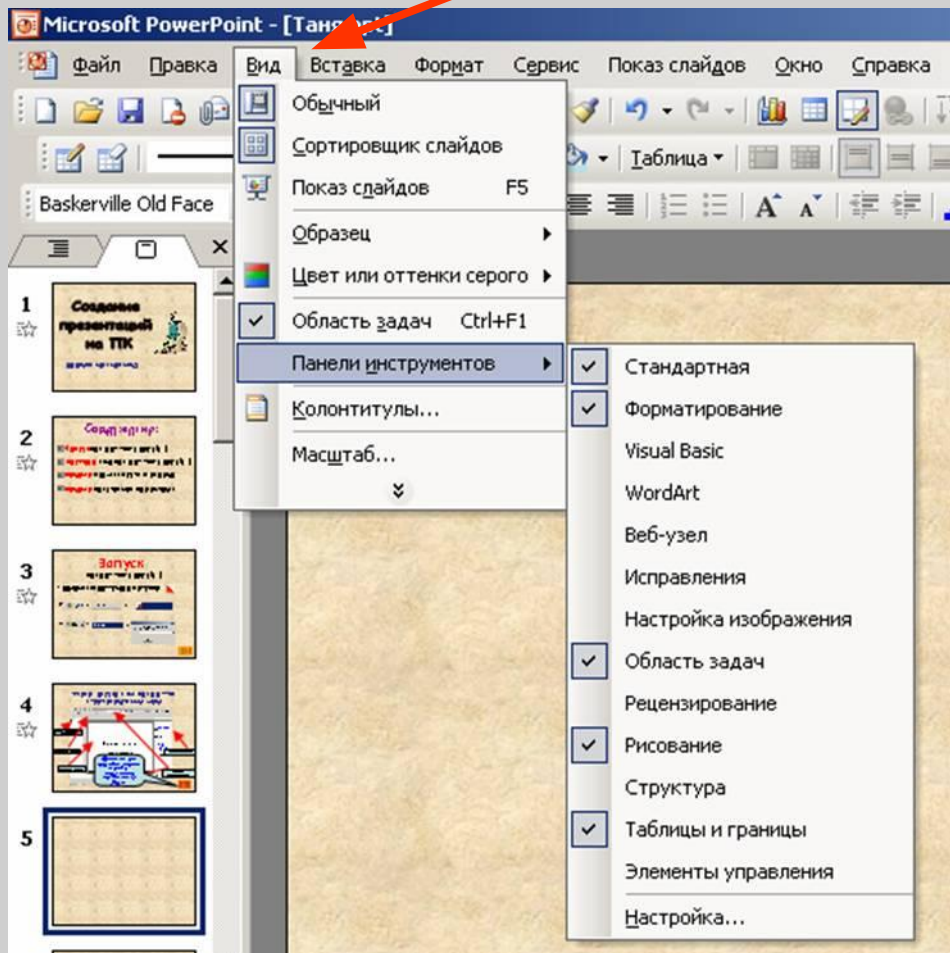 Microsoft PowerPoint - [Таня.ppt]
Файл Правка Вид Вставка Формат Сервис Показ слайдов Окно Справка
Таблица
Baskerville Old Face
Обычный
Сортировщик слайдов
Показ слайдов F5
Образец
Цвет или оттенки серого
Область задач Ctrl+F1
Панели инструментов
Колонтитулы...
Масштаб...
Стандартная
Форматирование
Visual Basic
WordArt
Веб-узел
Исправления
Настройка изображения
Область задач
Рецензирование
Рисование
Структура
Таблицы и границы
Элементы управления
Настройка...
1
Создание
презентаций
на ТТК
2
3
Запуск
4
5